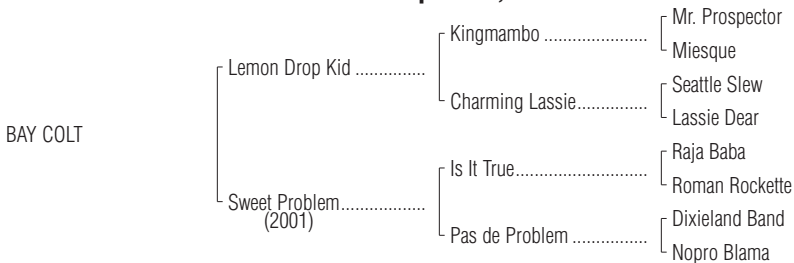 Mr. Prospector
Kingmambo ......................
Miesque
Lemon Drop Kid ...............
Seattle Slew
Charming Lassie...............
Lassie Dear
BAY COLT
Raja Baba
Is It True............................
Roman Rockette
Sweet Problem..................
(2001)
Dixieland Band
Pas de Problem ................
Nopro Blama